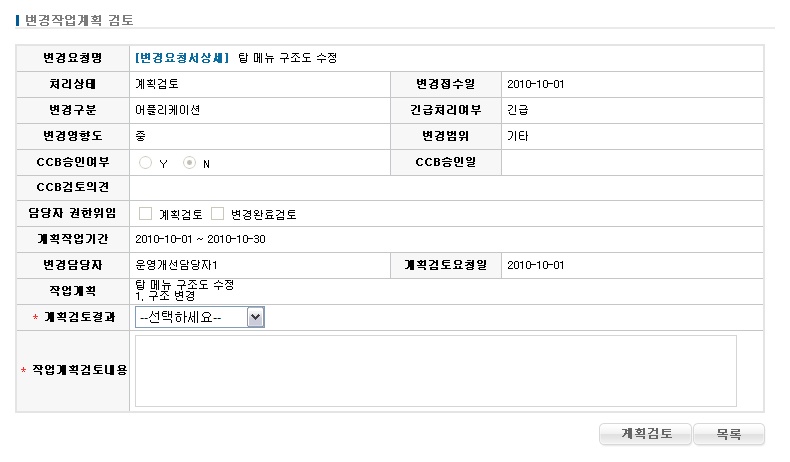 변경작업계획 검토
변경요청명 [변경요청서상세] 탑 메뉴 구조도 수정
처리상태 계획검토 변경접수일 2010-10-01
변경구분 어플리케이션 긴급처리여부 긴급
변경영향도 중 변경범위 기타
CCB승인여부 Y N CCB승인일
CCB검토의견
담당자 권한위임 계획검토 변경완료검토
계획작업기간 2010-10-01 ~ 2010-10-30
변경담당자 운영개선담당자1 계획검토요청일 2010-10-01
작업계획 탑 메뉴 구조도 수정
1. 구조 변경
* 계획검토결과 --선택하세요--
* 작업계획검토내용
계획검토 목록